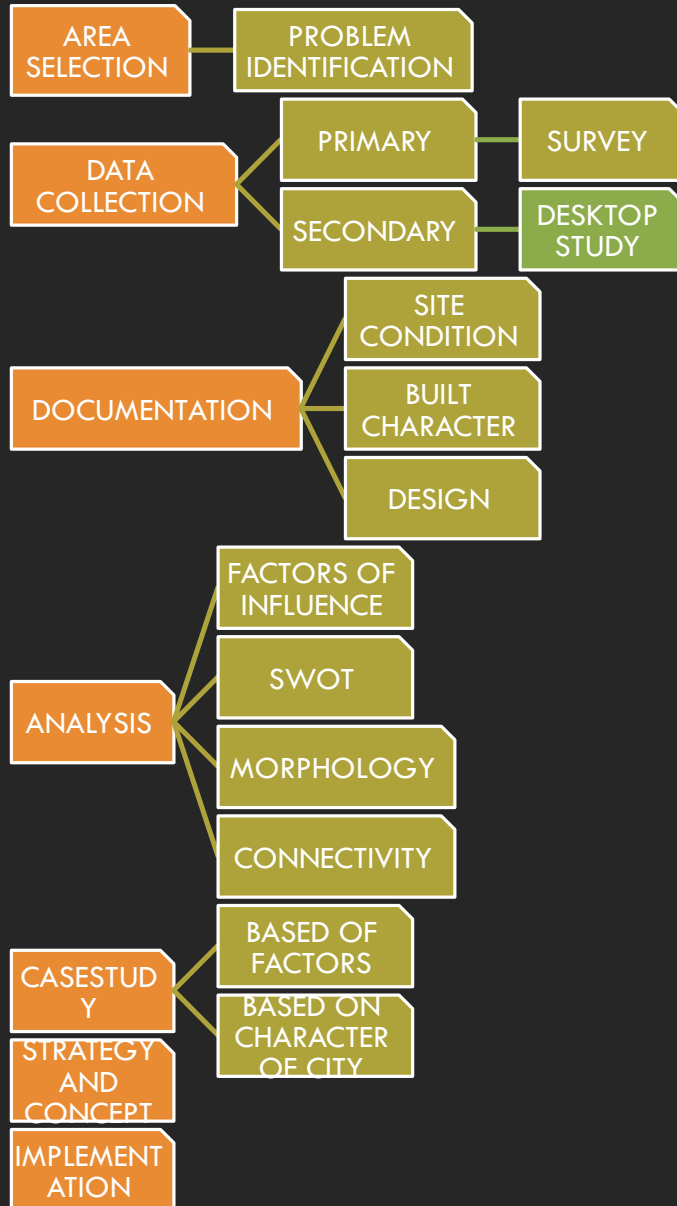 AREA
SELECTION
PROBLEM
IDENTIFICATION
DATA
COLLECTION
PRIMARY
SURVEY
SECONDARY
DESKTOP
STUDY
DOCUMENTATION
SITE
CONDITION
BUILT
CHARACTER
DESIGN
ANALYSIS
FACTORS OF
INFLUENCE
SWOT
MORPHOLOGY
CONNECTIVITY
CASESTUD
Y
BASED OF
FACTORS
BASED ON
CHARACTER
OF CITY
STRATEGY
AND
CONCEPT
IMPLEMENT
ATION